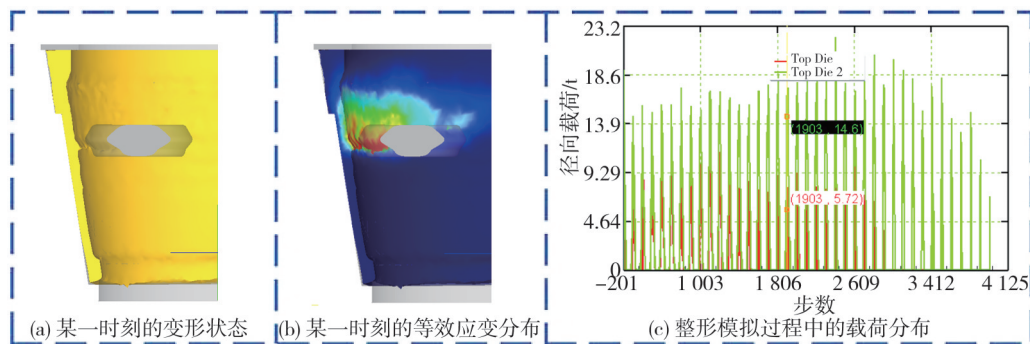 23.2
18.6
13.9
9.29
4.64
0
径向载荷/t
Top Die
Top Die 2
(1903 , 14.6)
(1903 , 5.72)
-201
1 003
1 806
2 609
3 412
4 125
步数
(a) 某一时刻的变形状态
(b) 某一时刻的等效应变分布
(c) 整形模拟过程中的载荷分布